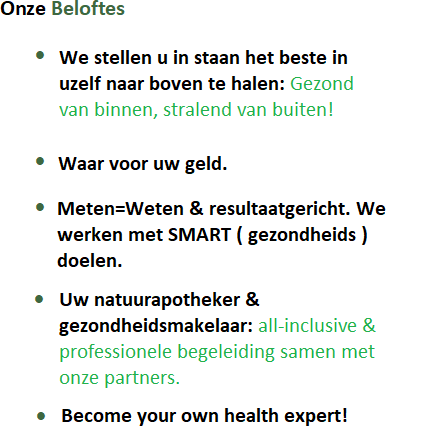 Onze Beloftes
• We stellen u in staan het beste in
uzelf naar boven te halen: Gezond
van binnen, stralend van buiten!
• Waar voor uw geld.
• Meten=Weten & resultaatgericht. We
werken met SMART ( gezondheids )
doelen.
• Uw natuurapotheker &
gezondheidsmakelaar: all-inclusive &
professionele begeleiding samen met
onze partners.
• Become your own health expert!